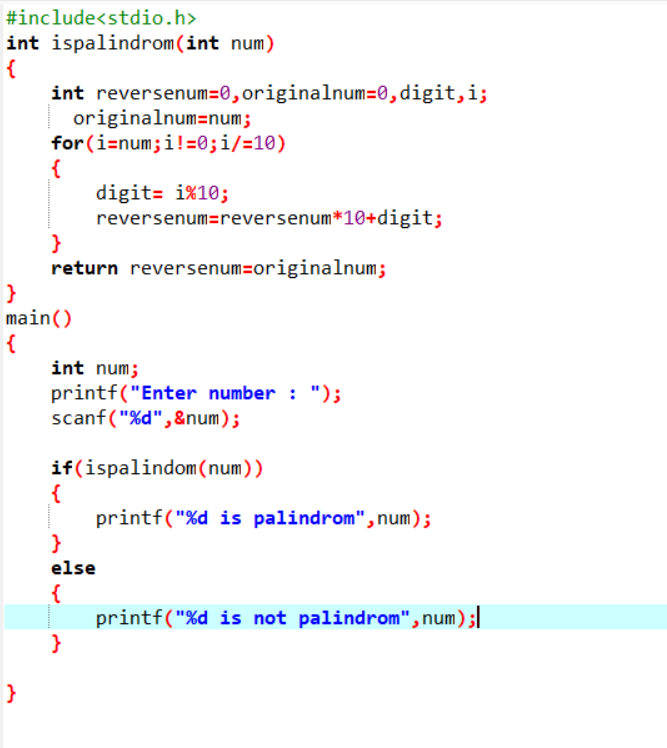 #include<stdio.h>
int ispalindrom(int num)
{
    int reversenum=0,originalnum=0,digit,i;
      originalnum=num;
    for(i=num;i!=0;i/=10)
    {
        digit= i%10;
        reversenum=reversenum*10+digit;
    }
    return reversenum=originalnum;
}
main()
{
    int num;
    printf("Enter number : ");
    scanf("%d",&num);

    if(ispalindom(num))
    {
        printf("%d is palindrom",num);
    }
    else
    {
        printf("%d is not palindrom",num);
    }

}